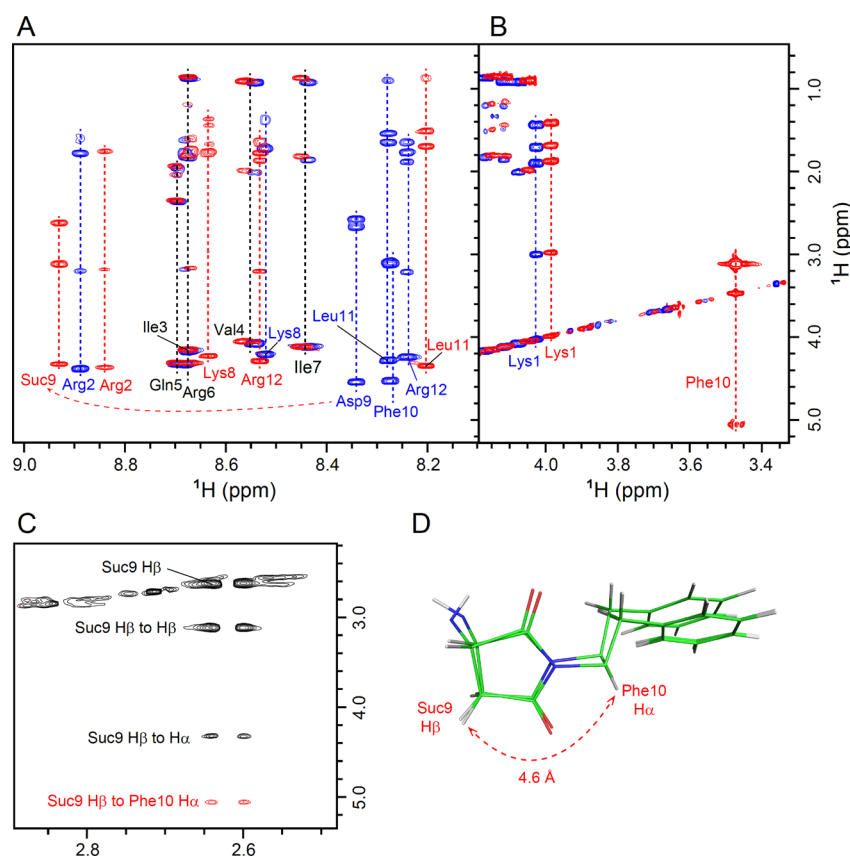 A
B
1.0
2.0
3.0
4.0
5.0
¹H (ppm)
Ile3
Val4
Lys8
Leu11
Suc9
Arg2
Arg2
Gln5
Arg6
Lys8
Arg12
Ile7
Asp9
Phe10
Arg12
Leu11
Lys1
Lys1
Phe10
9.0
8.8
8.6
8.4
8.2
4.0
3.8
3.6
3.4
¹H (ppm)
¹H (ppm)
C
D
Suc9 Hβ
Suc9 Hβ to Hβ
Suc9 Hβ to Hα
Suc9 Hβ to Phe10 Hα
3.0
4.0
5.0
2.8
2.6
Suc9
Hβ
Phe10
Hα
4.6 Å